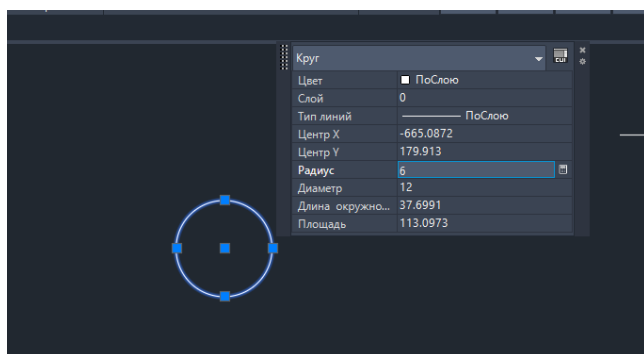 Круг
CUI
Цвет ПоСлою
Слой 0
Тип линий ПоСлою
Центр X -665.0872
Центр Y 179.913
Радиус 6
Диаметр 12
Длина окружно... 37.6991
Площадь 113.0973